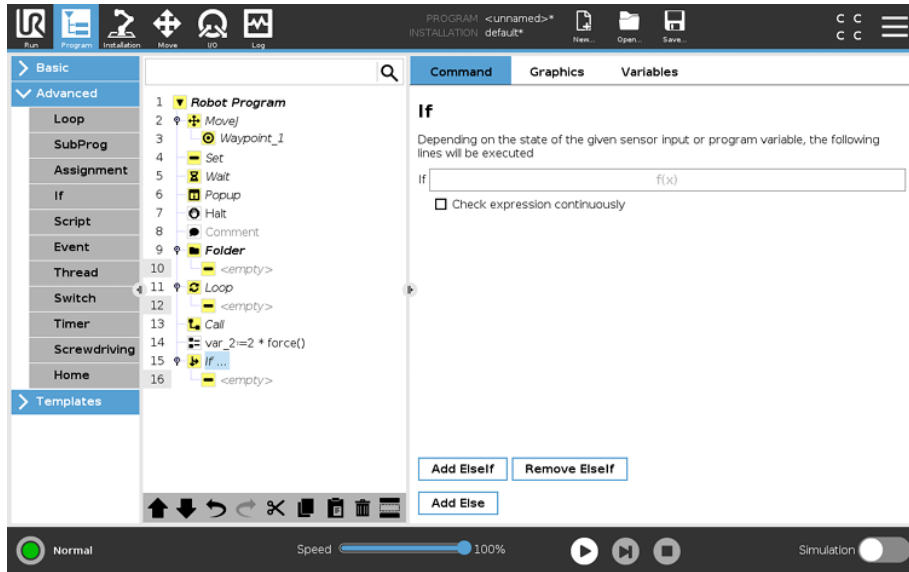 PROGRAM <unnamed>*
INSTALLATION default*
UR
Run Program Installation Move I/O Log
New... Open... Save...
C C
C C
Basic
Advanced
Loop
SubProg
Assignment
If
Script
Event
Thread
Switch
Timer
Screwdriving
Home
Templates
1 Robot Program
2 MoveJ
3 Waypoint_1
4 Set
5 Wait
6 Popup
7 Halt
8 Comment
9 Folder
10 <empty>
11 Loop
12 <empty>
13 Call
14 var_2:=2 * force()
15 If ...
16 <empty>
Command Graphics Variables
If
Depending on the state of the given sensor input or program variable, the following
lines will be executed
If f(x)
Check expression continuously
Add ElseIf Remove ElseIf
Add Else
Normal Speed 100% Simulation